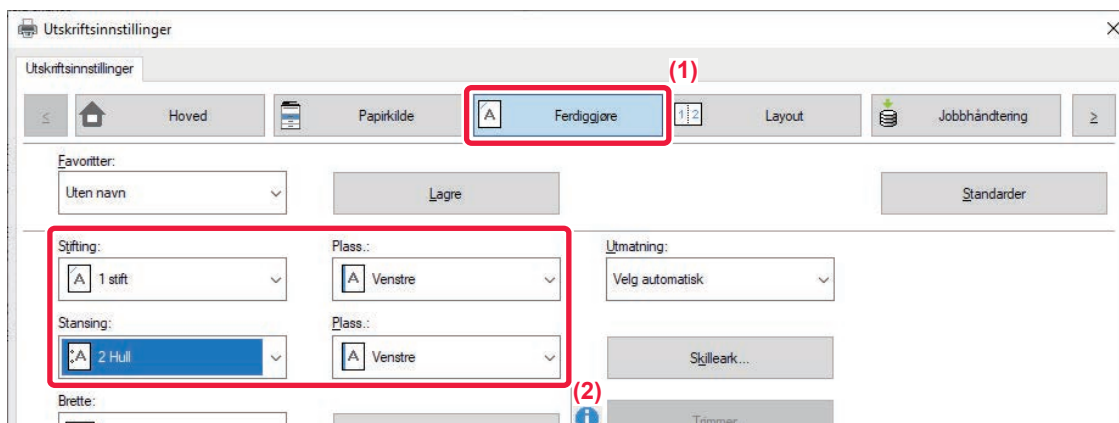 Utskriftsinnstillinger
Utskriftsinnstillinger
(1)
Hoved Papirkilde Ferdiggjøre Layout Jobbhåndtering
Favoritter:
Uten navn Lagre Standarder
Stifting: Plass.: Utmatning:
1 stift Venstre Velg automatisk
Stansing: Plass.:
2 Hull Venstre Skilleark...
(2)
Brette:
Trimmer